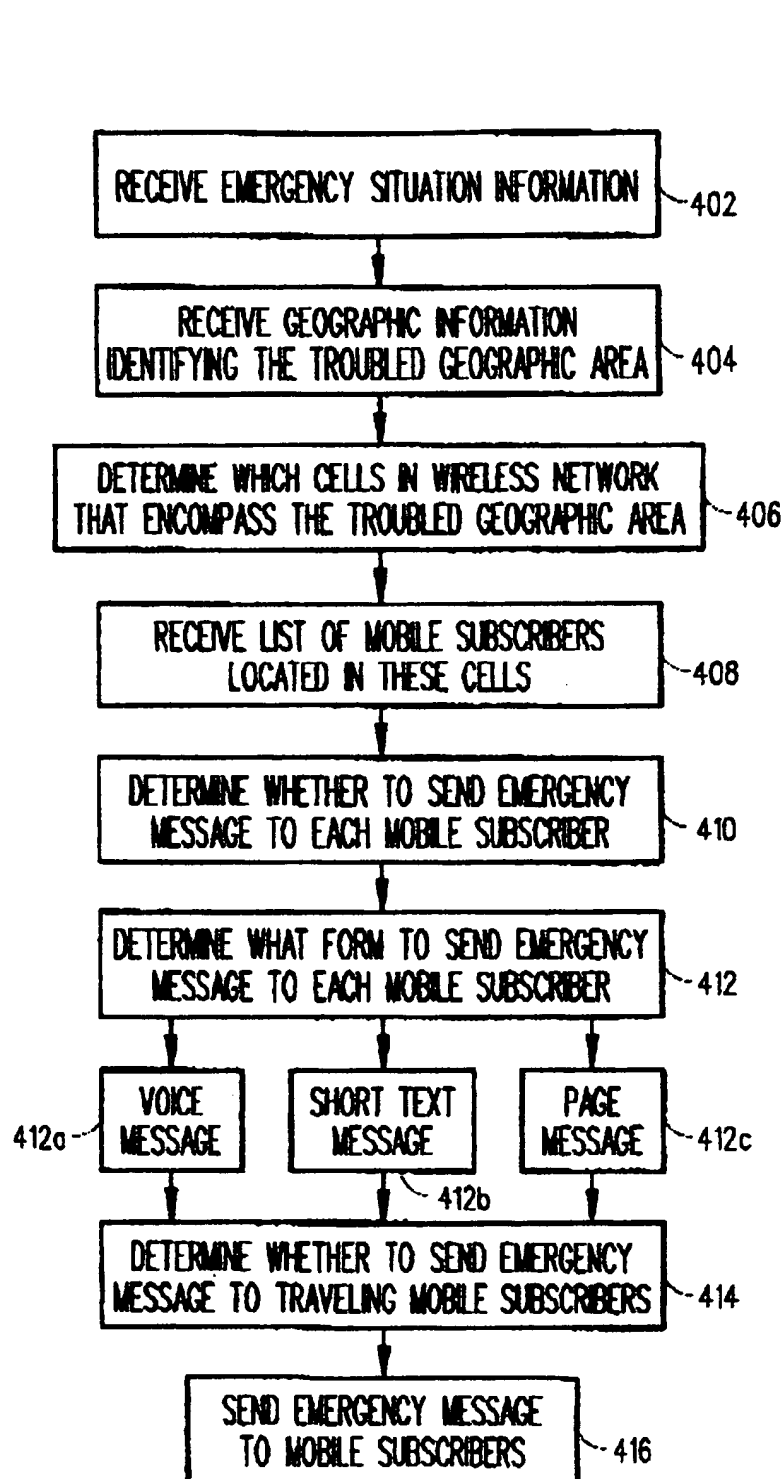 RECEIVE EMERGENCY SITUATION INFORMATION
402
RECEIVE GEOGRAPHIC INFORMATION
IDENTIFYING THE TROUBLED GEOGRAPHIC AREA
404
DETERMINE WHICH CELLS IN WIRELESS NETWORK
THAT ENCOMPASS THE TROUBLED GEOGRAPHIC AREA
406
RECEIVE LIST OF MOBILE SUBSCRIBERS
LOCATED IN THESE CELLS
408
DETERMINE WHETHER TO SEND EMERGENCY
MESSAGE TO EACH MOBILE SUBSCRIBER
410
DETERMINE WHAT FORM TO SEND EMERGENCY
MESSAGE TO EACH MOBILE SUBSCRIBER
412
VOICE
MESSAGE
412a
SHORT TEXT
MESSAGE
412b
PAGE
MESSAGE
412c
DETERMINE WHETHER TO SEND EMERGENCY
MESSAGE TO TRAVELING MOBILE SUBSCRIBERS
414
SEND EMERGENCY MESSAGE
TO MOBILE SUBSCRIBERS
416